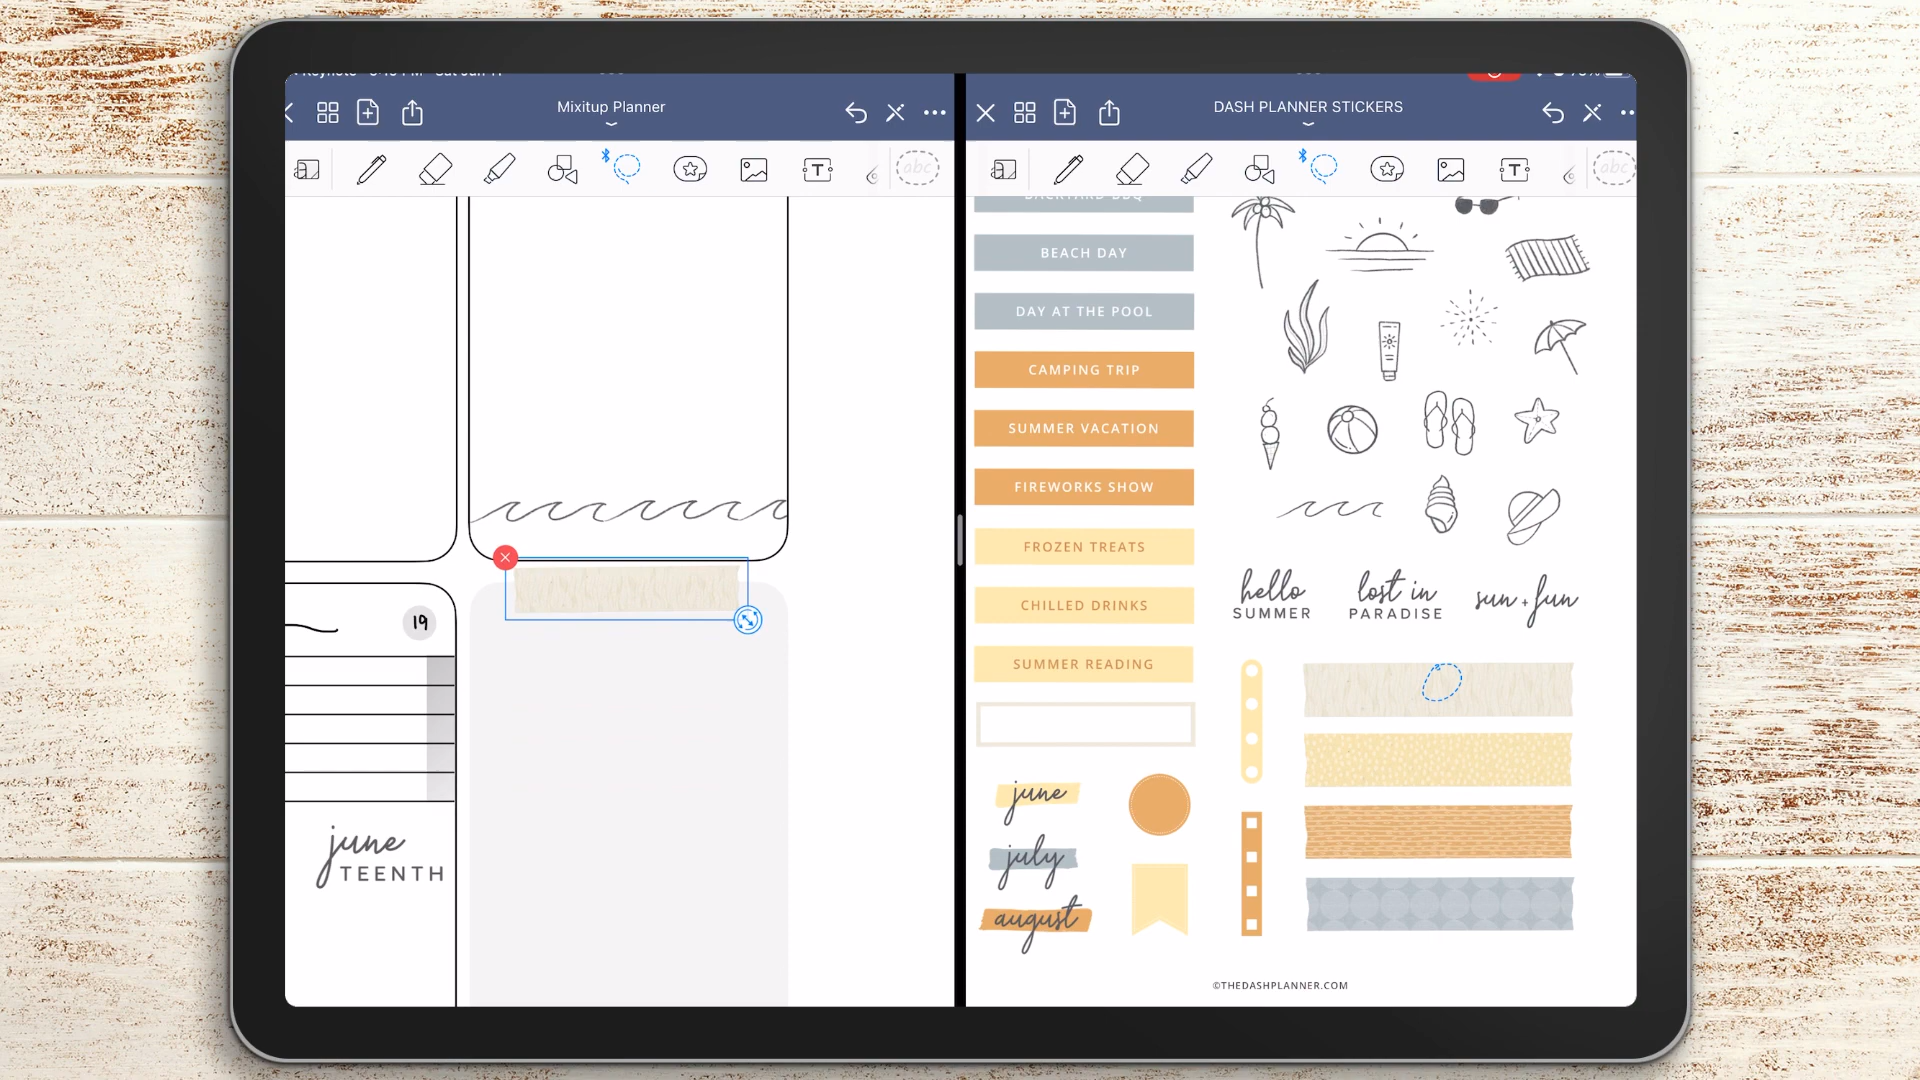 Mixitup Planner
19
june
TEENTH
DASH PLANNER STICKERS
BACKYARD BBQ
BEACH DAY
DAY AT THE POOL
CAMPING TRIP
SUMMER VACATION
FIREWORKS SHOW
FROZEN TREATS
CHILLED DRINKS
SUMMER READING
hello
SUMMER
lost in
PARADISE
sun + fun
june
july
august
©THEDASHPLANNER.COM